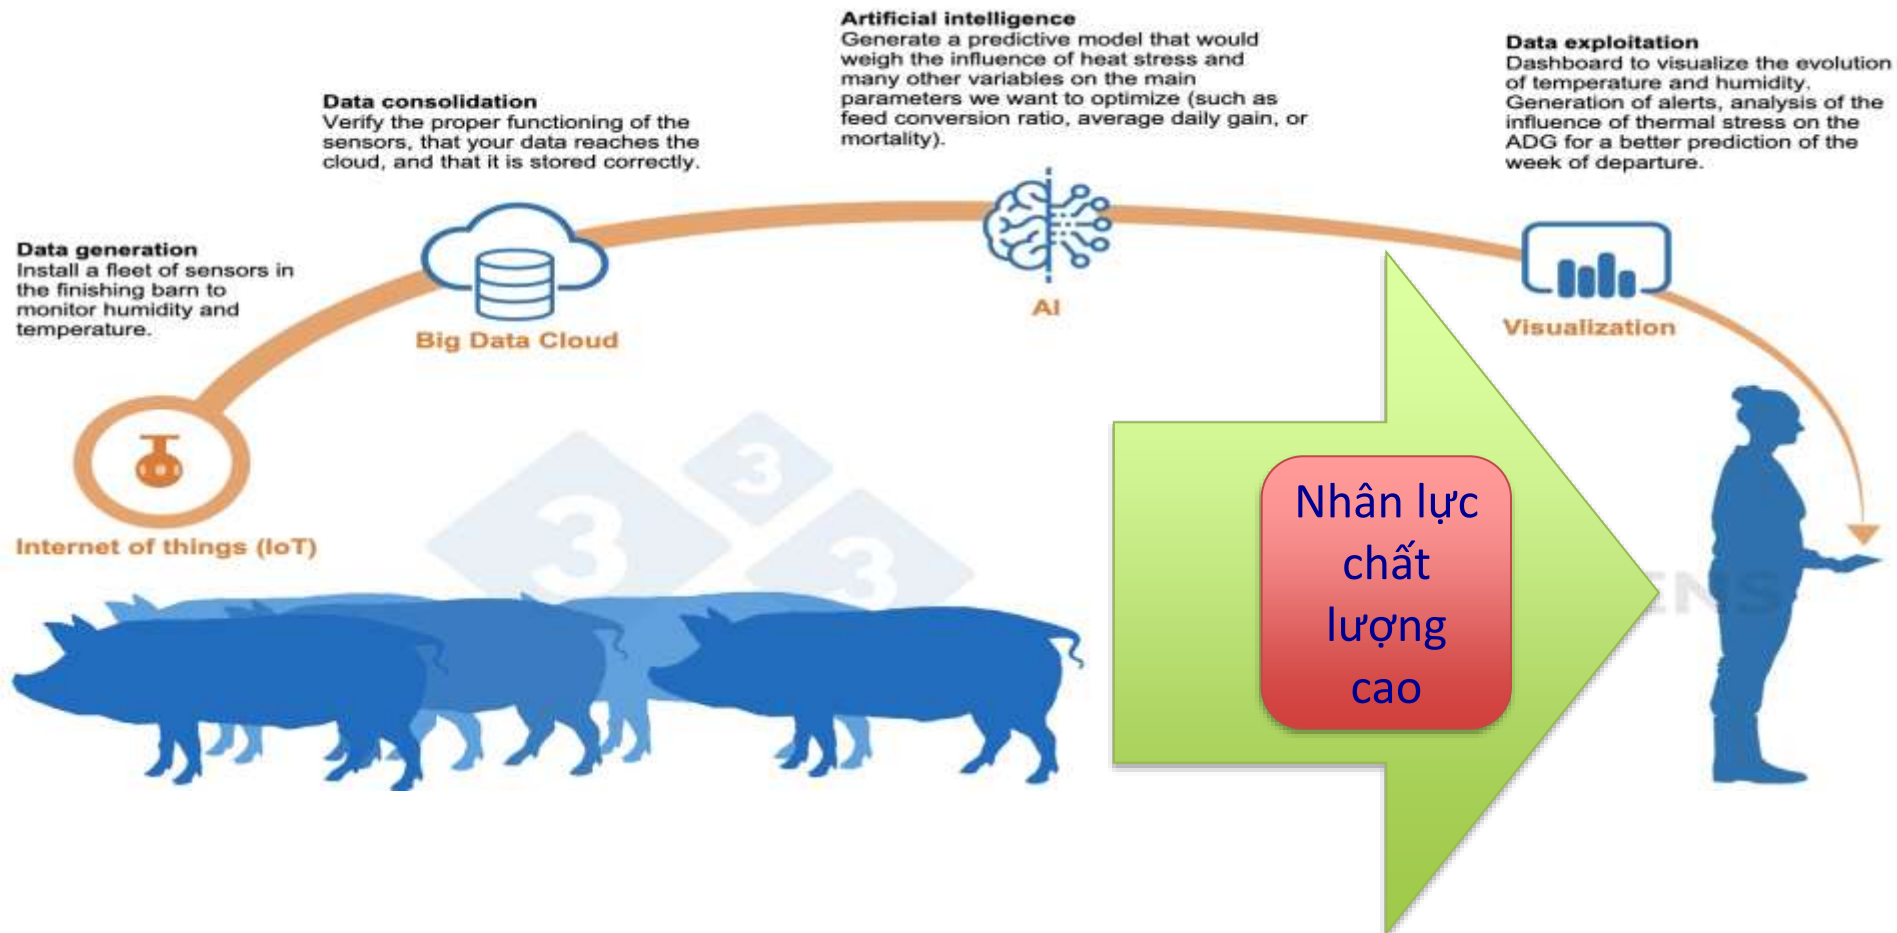 Artificial intelligence
Generate a predictive model that would
weigh the influence of heat stress and
many other variables on the main
parameters we want to optimize (such as
feed conversion ratio, average daily gain, or
mortality).
Data exploitation
Dashboard to visualize the evolution
of temperature and humidity.
Generation of alerts, analysis of the
influence of thermal stress on the
ADG for a better prediction of the
week of departure.
Data consolidation
Verify the proper functioning of the
sensors, that your data reaches the
cloud, and that it is stored correctly.
Data generation
Install a fleet of sensors in
the finishing barn to
monitor humidity and
temperature.
AI
Visualization
Big Data Cloud
Internet of things (IoT)
3
3
3
Nhân lực
chất
lượng
cao